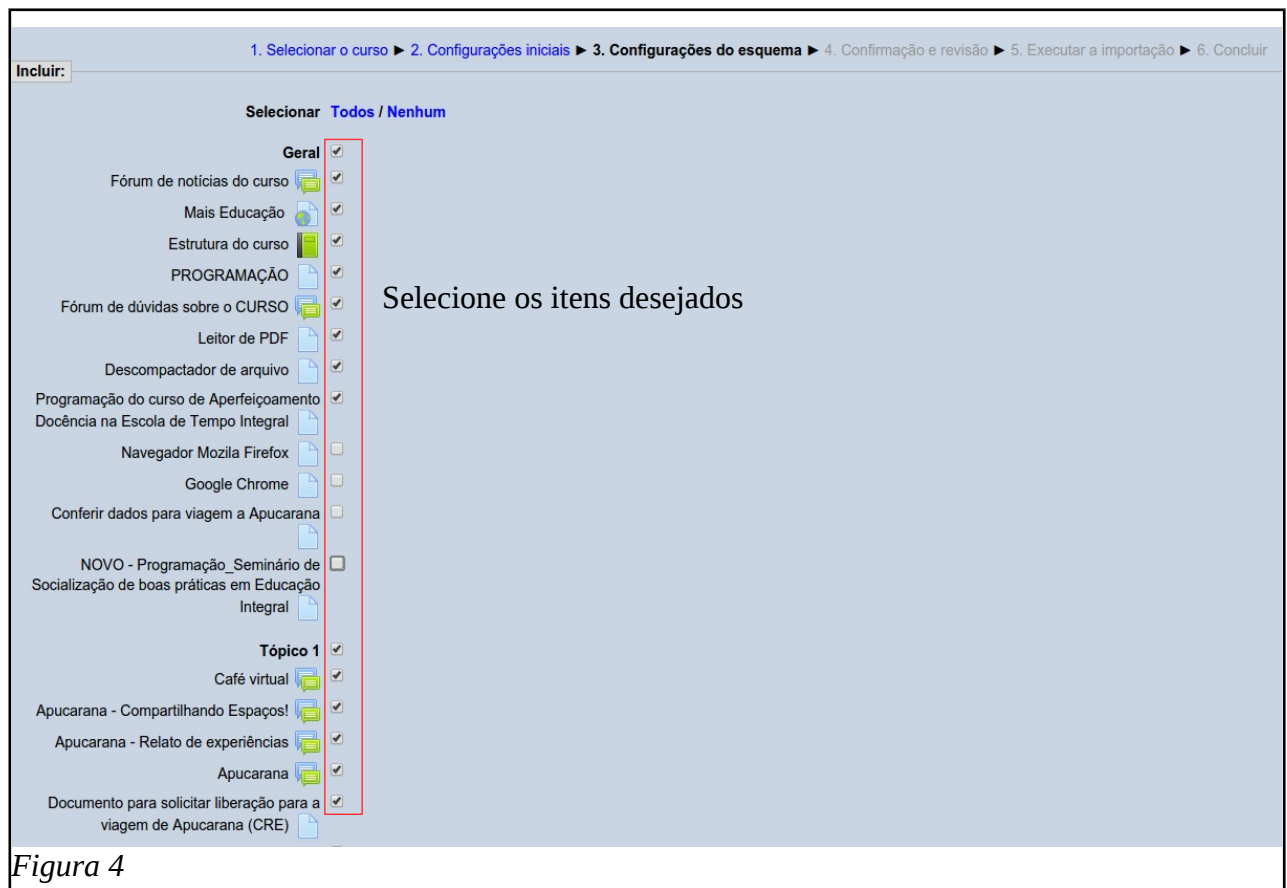 1. Selecionar o curso ► 2. Configurações iniciais ► 3. Configurações do esquema ► 4. Confirmação e revisão ► 5. Executar a importação ► 6. Concluir
Incluir:
Selecionar Todos / Nenhum
Geral
Fórum de notícias do curso
Mais Educação
Estrutura do curso
PROGRAMAÇÃO
Fórum de dúvidas sobre o CURSO
Selecione os itens desejados
Leitor de PDF
Descompactador de arquivo
Programação do curso de Aperfeiçoamento
Docência na Escola de Tempo Integral
Navegador Mozila Firefox
Google Chrome
Conferir dados para viagem a Apucarana
NOVO - Programação_Seminário de
Socialização de boas práticas em Educação
Integral
Tópico 1
Café virtual
Apucarana - Compartilhando Espaços!
Apucarana - Relato de experiências
Apucarana
Documento para solicitar liberação para a
viagem de Apucarana (CRE)
Figura 4